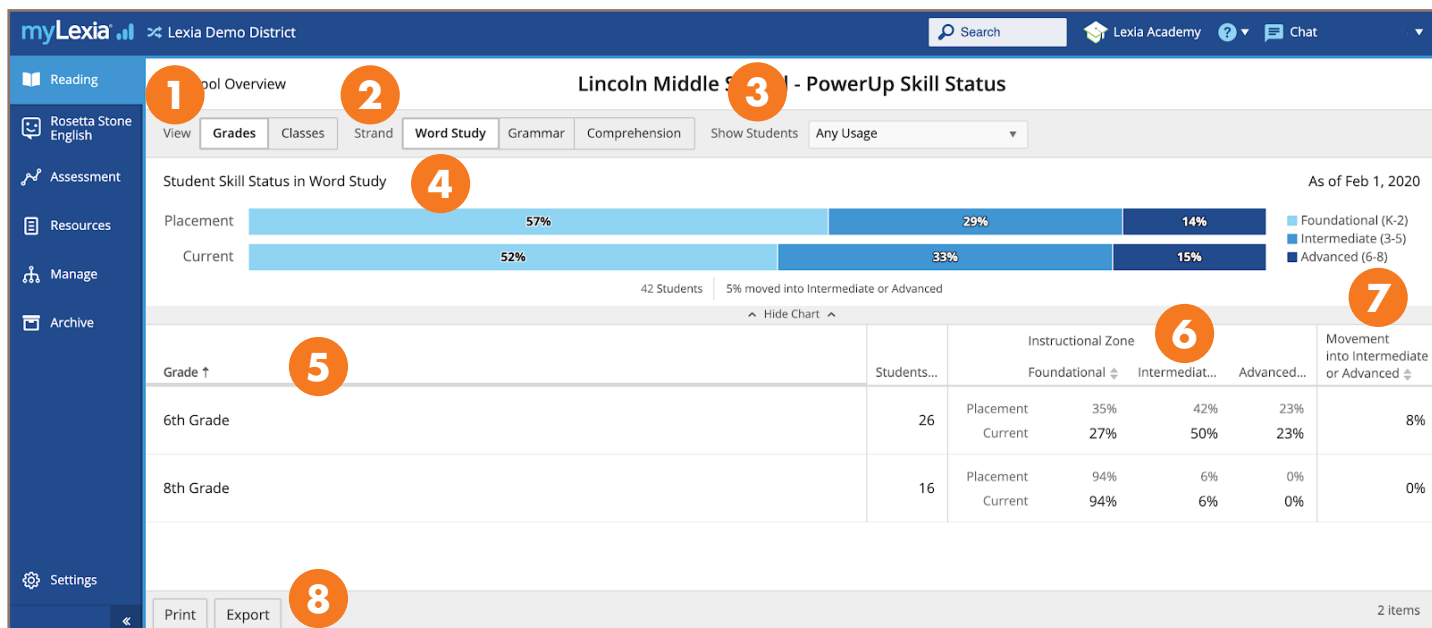 myLexia Lexia Demo District Search Lexia Academy ? Chat
Reading
Rosetta Stone
English
Assessment
Resources
Manage
Archive
Settings
«
1 2 3
Overview Lincoln Middle - PowerUp Skill Status
View Grades Classes Strand Word Study Grammar Comprehension Show Students Any Usage
4
Student Skill Status in Word Study As of Feb 1, 2020
Placement 57% 29% 14%
Current 52% 33% 15%
Foundational (K-2)
Intermediate (3-5)
Advanced (6-8)
42 Students 5% moved into Intermediate or Advanced
Hide Chart
5 6 7
Grade ↑ Students...
Instructional Zone
Foundational Intermediat... Advanced...
Movement
into Intermediate
or Advanced
6th Grade 26
Placement 35% 42% 23%
Current 27% 50% 23%
8%
8th Grade 16
Placement 94% 6% 0%
Current 94% 6% 0%
0%
Print Export 8 2 items